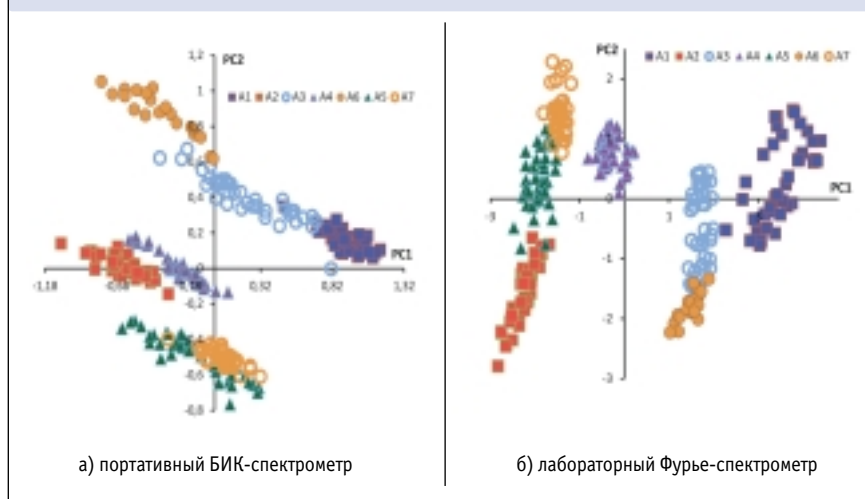 PC2
1,2
1
A1 A2 A3 A4 A6 A5 A7
0,8
0,6
0,4
0,2
PC1
0
0,32
0,82
1,32
-0,2
-0,6
-0,8
а) портативный БИК-спектрометр
PC2
A1 A2 A3 A4 A5 A6 A7
2
PC1
-3
-1
1
-1
-2
-3
б) лабораторный Фурье-спектрометр